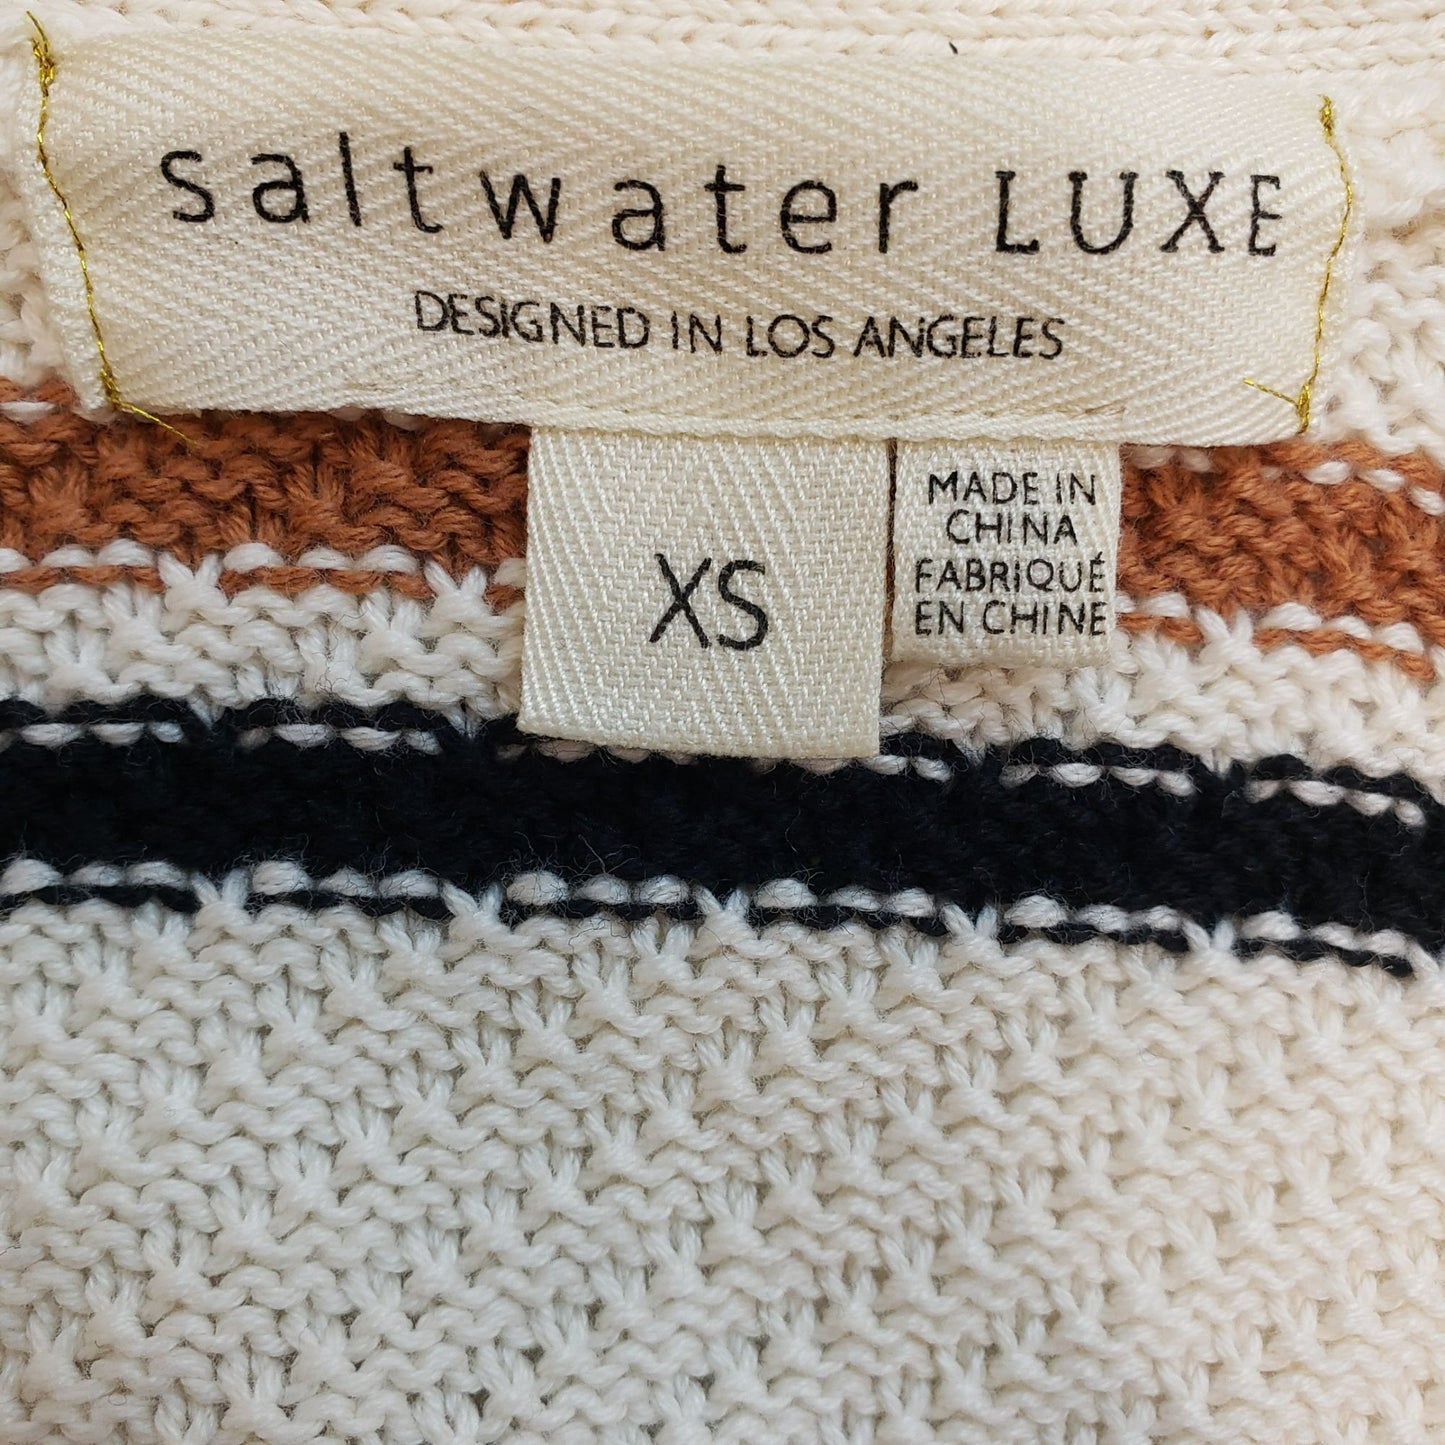 saltwater LUXE
DESIGNED IN LOS ANGELES
XS
MADE IN
CHINA
FABRIQUÉ
EN CHINE